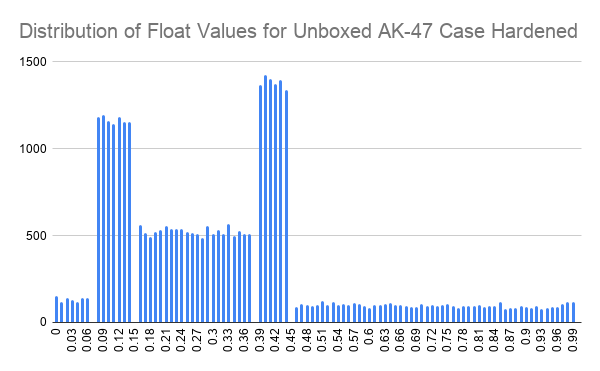 Distribution of Float Values for Unboxed AK-47 Case Hardened
1500
1000
500
0
0 0.03 0.06 0.09 0.12 0.15 0.18 0.21 0.24 0.27 0.3 0.33 0.36 0.39 0.42 0.45 0.48 0.51 0.54 0.57 0.6 0.63 0.66 0.69 0.72 0.75 0.78 0.81 0.84 0.87 0.9 0.93 0.96 0.99